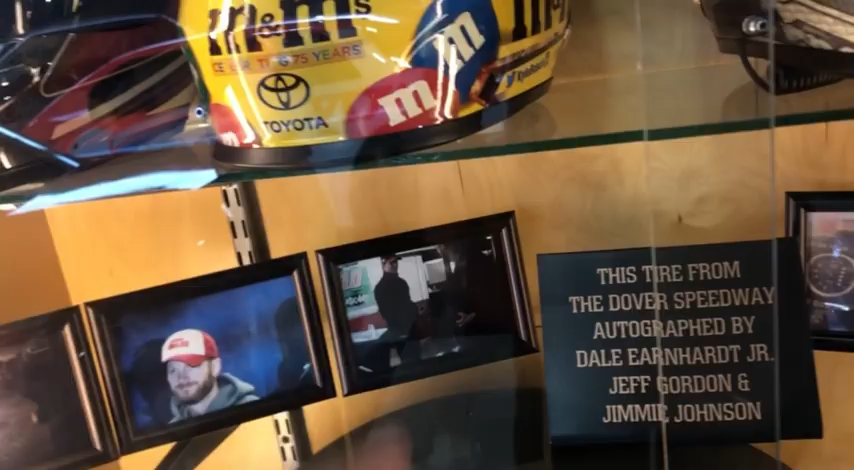 m&m's
m
75 YEARS
m
TOYOTA
THIS TIRE FROM
THE DOVER SPEEDWAY
AUTOGRAPHED BY
DALE EARNHARDT JR.
JEFF GORDON &
JIMMIE JOHNSON